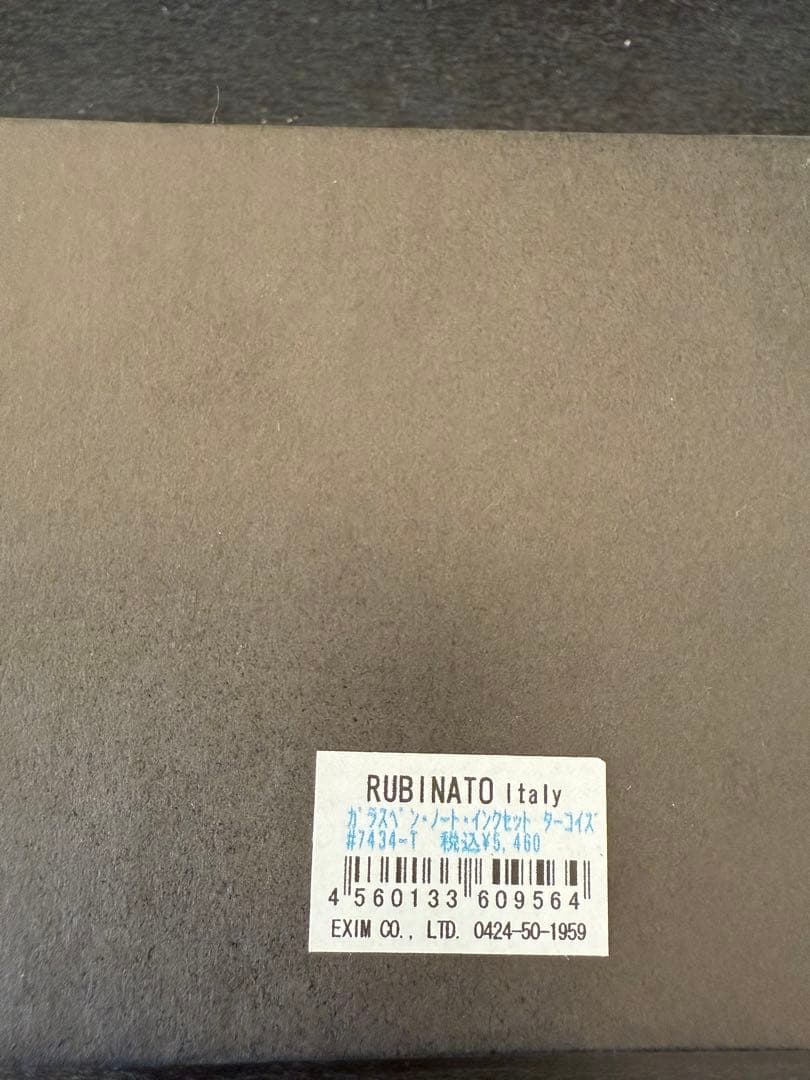 RUBINATO Italy
ｶﾞﾗｽﾍﾟﾝ･ﾉｰﾄ･ｲﾝｸｾｯﾄ ﾀｰｺｲｽﾞ
#7434-T 税込¥5,460
4 560133 609564
EXIM CO., LTD. 0424-50-1959